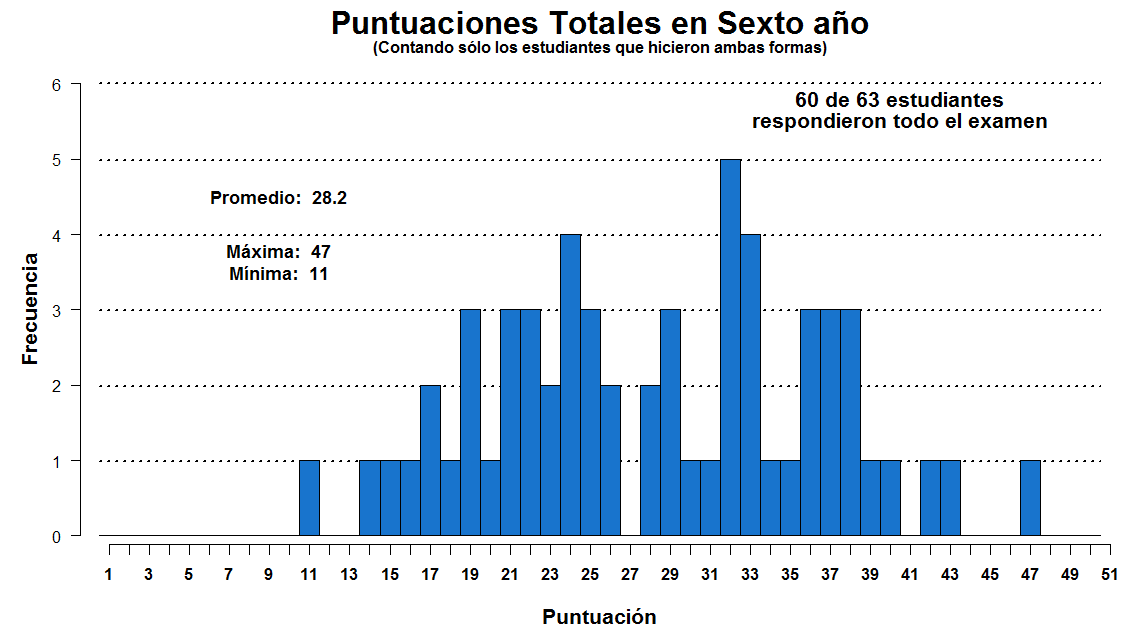 Puntuaciones Totales en Sexto año
(Contando sólo los estudiantes que hicieron ambas formas)
60 de 63 estudiantes
respondieron todo el examen
Promedio: 28.2
Máxima: 47
Mínima: 11
Frecuencia
6
5
4
3
2
1
0
1 3 5 7 9 11 13 15 17 19 21 23 25 27 29 31 33 35 37 39 41 43 45 47 49 51
Puntuación